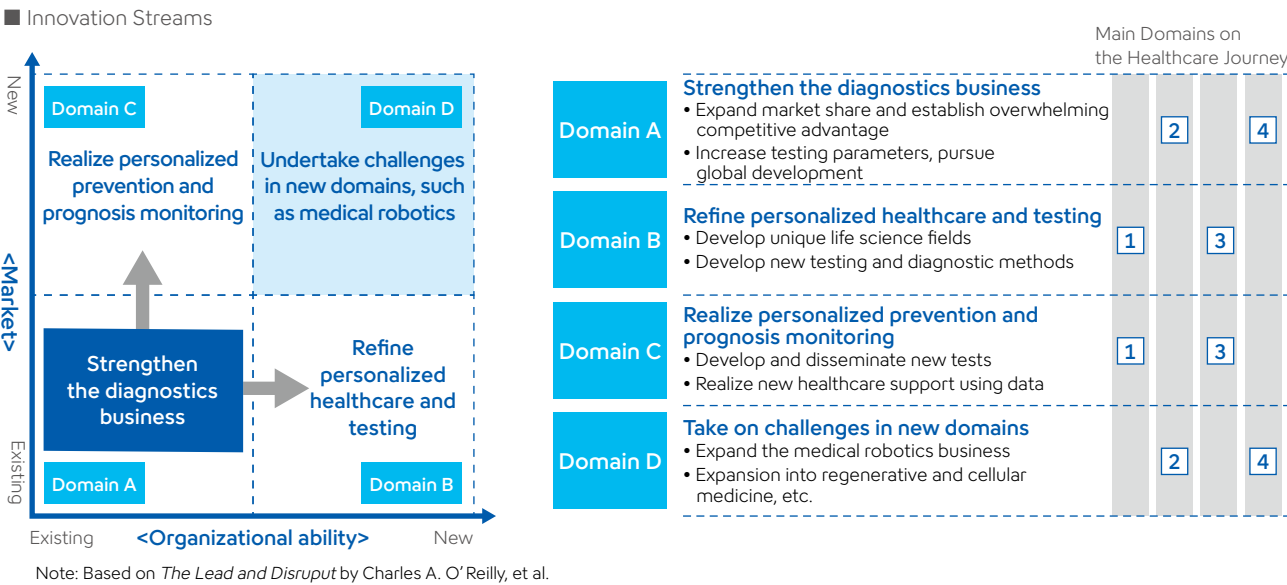 ■ Innovation Streams
New
<Market>
Existing
Domain C
Realize personalized
prevention and
prognosis monitoring
Domain D
Undertake challenges
in new domains, such
as medical robotics
Strengthen
the diagnostics
business
Domain A
Refine
personalized
healthcare and
testing
Domain B
Existing
<Organizational ability>
New
Note: Based on The Lead and Disruput by Charles A. O'Reilly, et al.
Main Domains on
the Healthcare Journey
Domain A
Strengthen the diagnostics business
• Expand market share and establish overwhelming
competitive advantage
• Increase testing parameters, pursue
global development
2 4
Domain B
Refine personalized healthcare and testing
• Develop unique life science fields
• Develop new testing and diagnostic methods
1 3
Domain C
Realize personalized prevention and
prognosis monitoring
• Develop and disseminate new tests
• Realize new healthcare support using data
1 3
Domain D
Take on challenges in new domains
• Expand the medical robotics business
• Expansion into regenerative and cellular
medicine, etc.
2 4